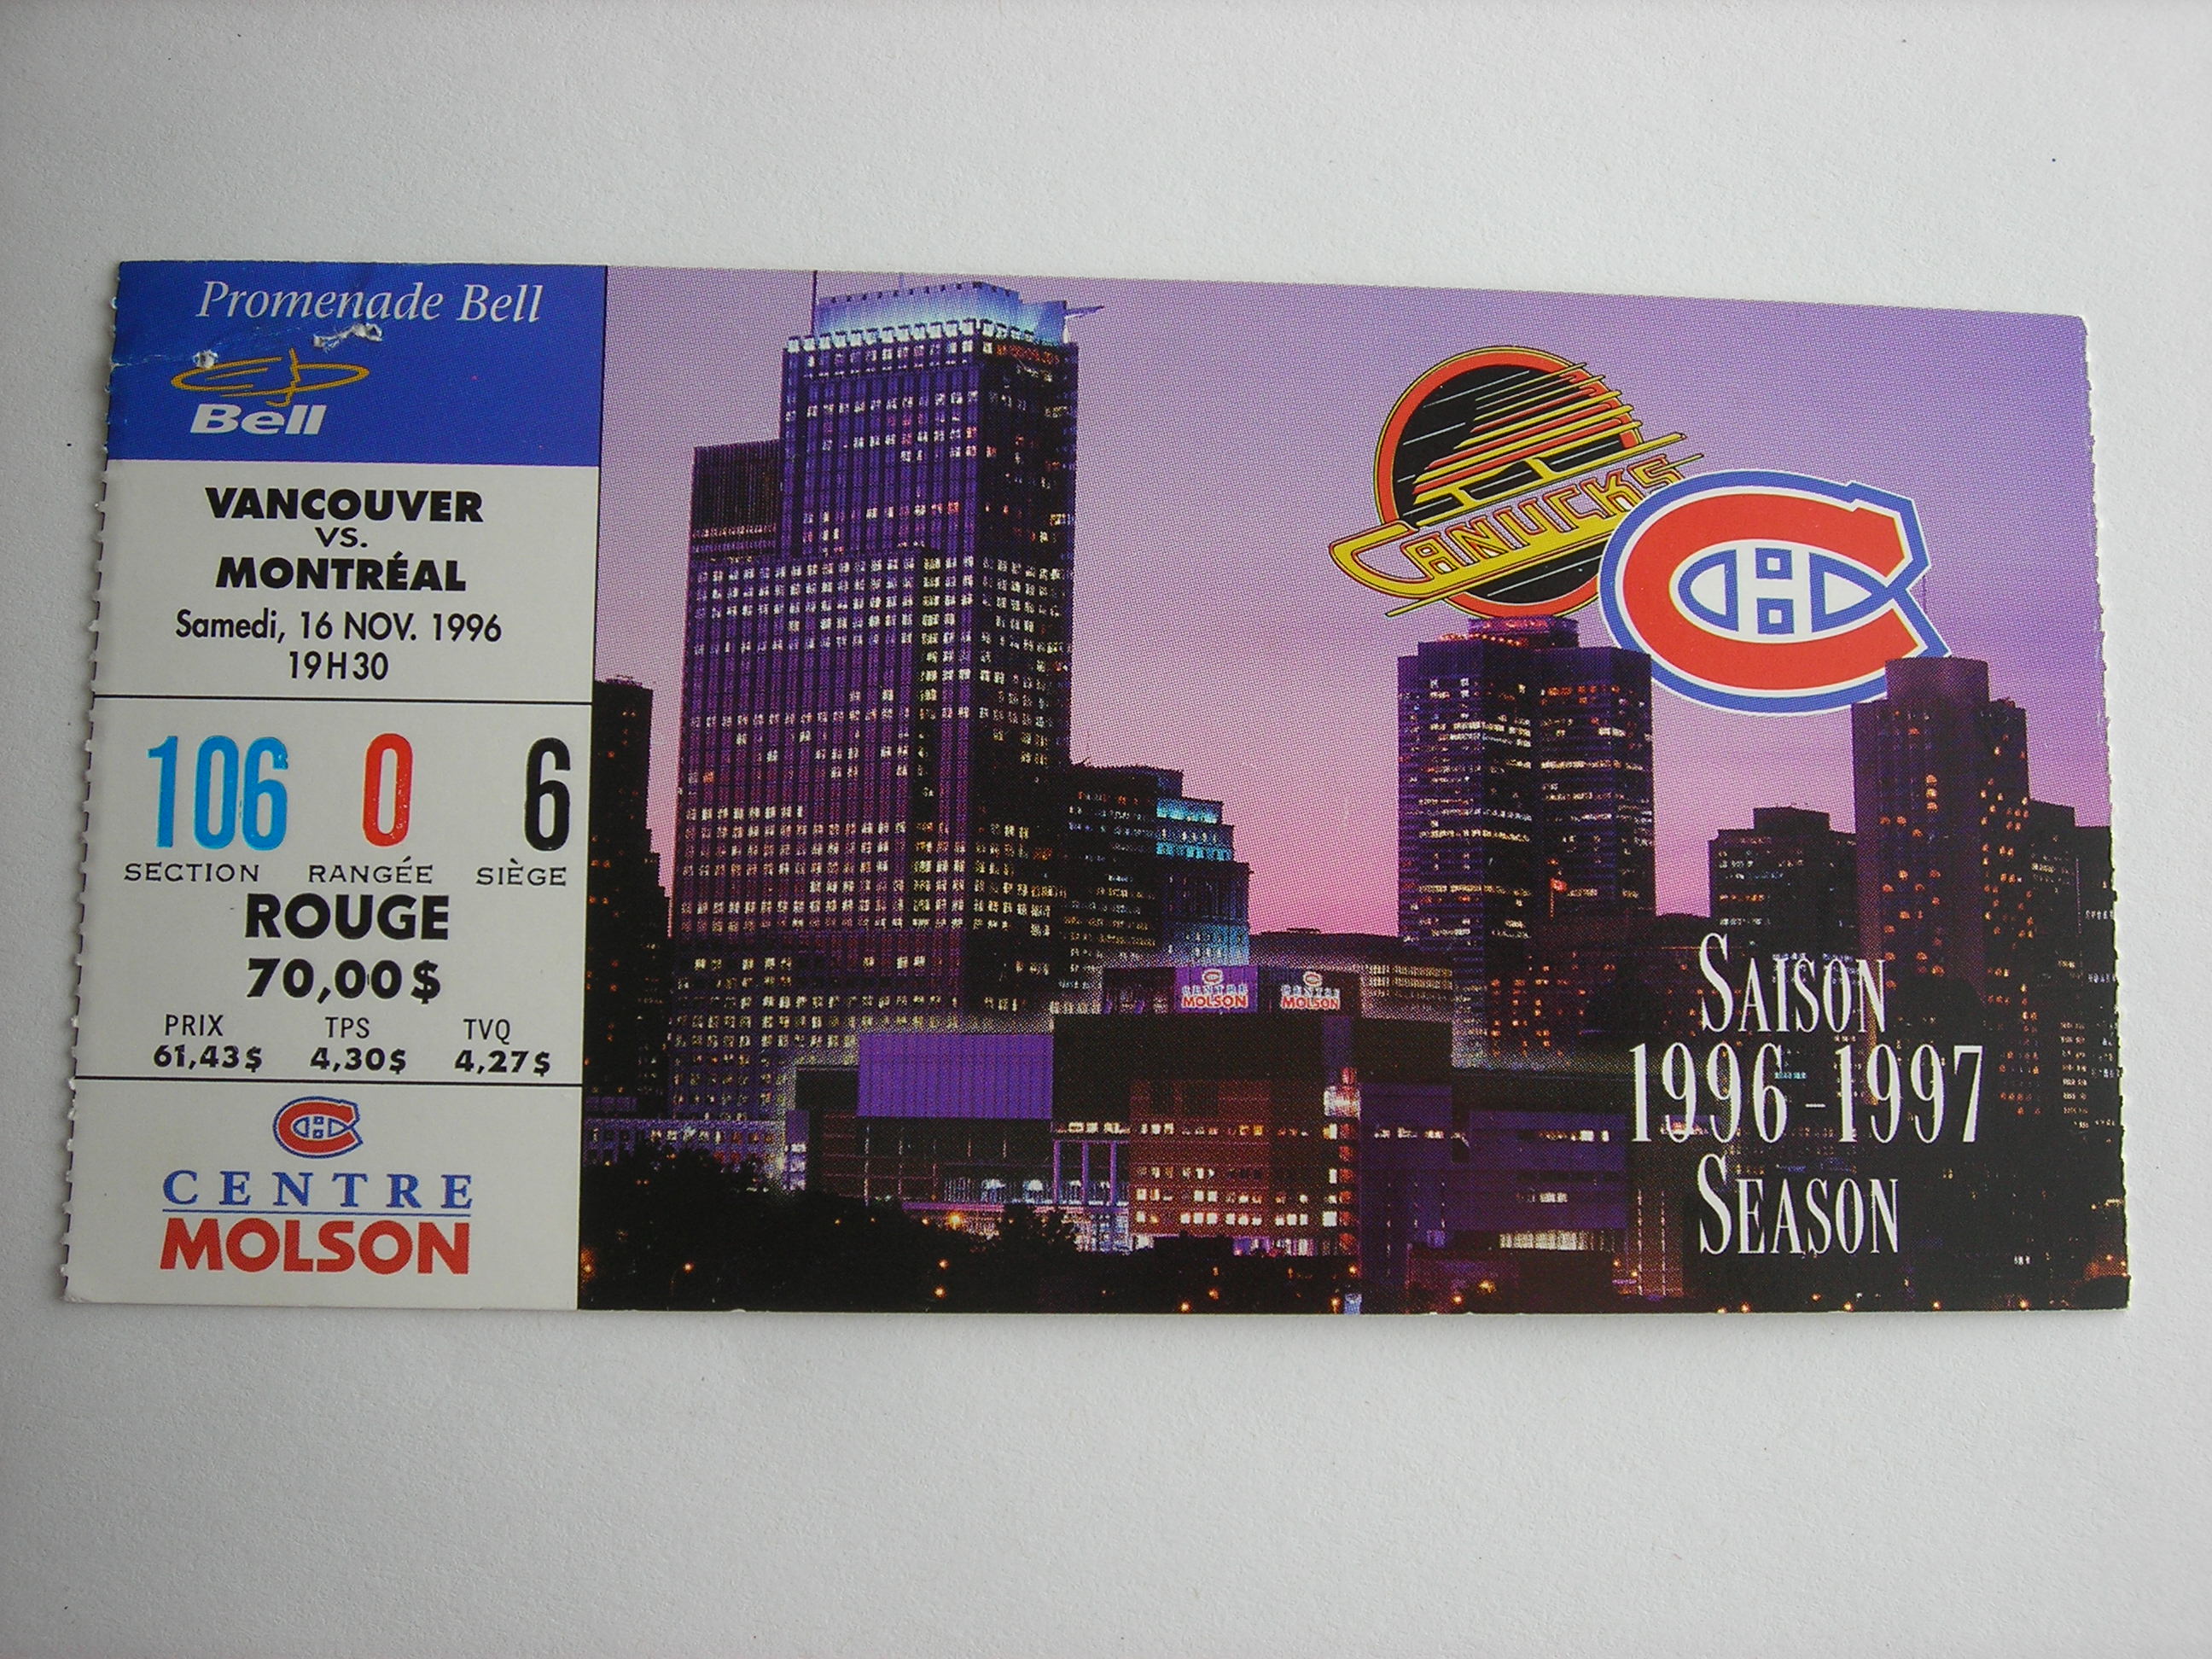 Promenade Bell
Bell
VANCOUVER
VS.
MONTRÉAL
Samedi, 16 NOV. 1996
19H30
106 0 6
SECTION RANGÉE SIÈGE
ROUGE
70,00$
PRIX TPS TVQ
61,43$ 4,30$ 4,27$
CENTRE
MOLSON
CANUCKS
CENTRE
MOLSON
CENTRE
MOLSON
SAISON
1996-1997
SEASON